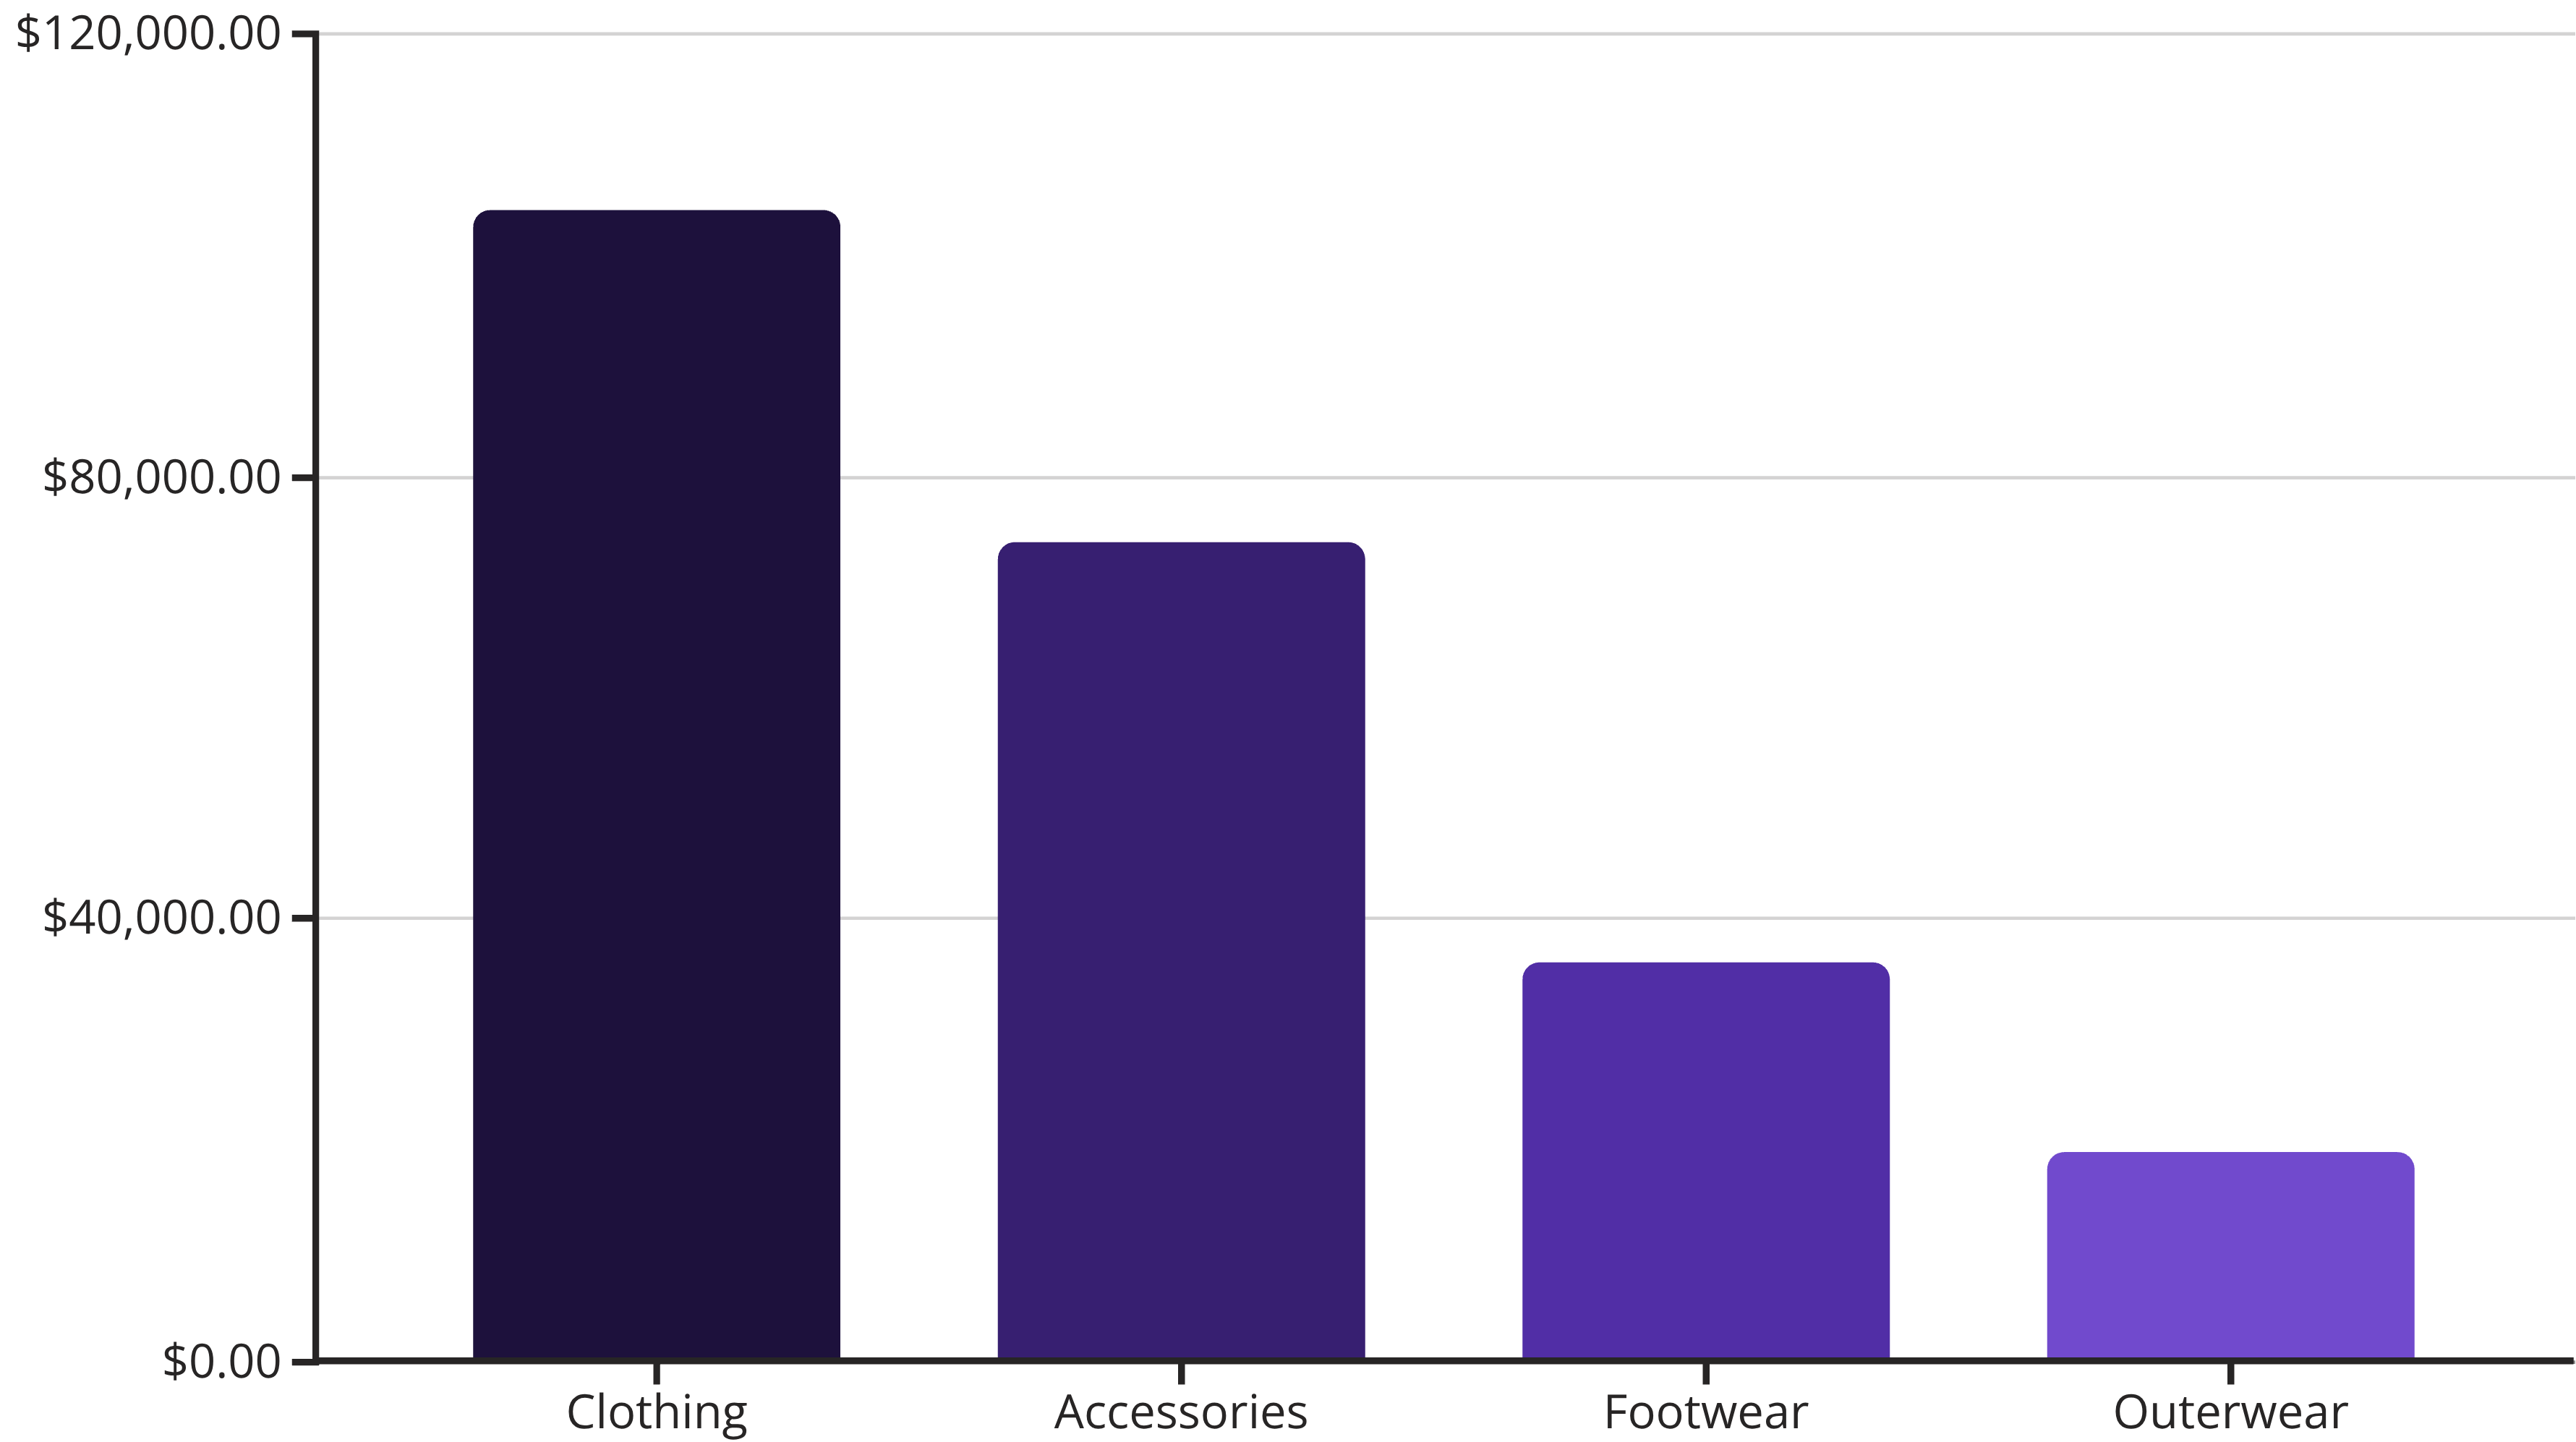 $120,000.00
$80,000.00
$40,000.00
$0.00
Clothing
Accessories
Footwear
Outerwear